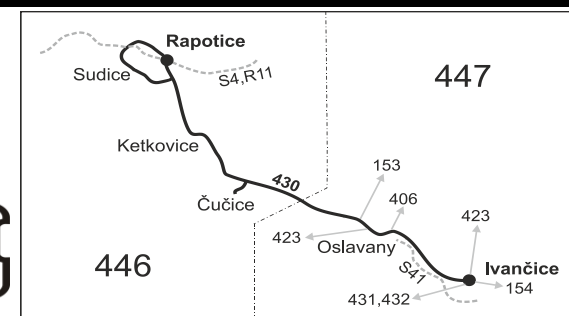 Rapotice
Sudice
S4,R11
447
Ketkovice
153
430
406
Čučice
423
423
Oslavany
446
S41
Ivančice
154
431,432